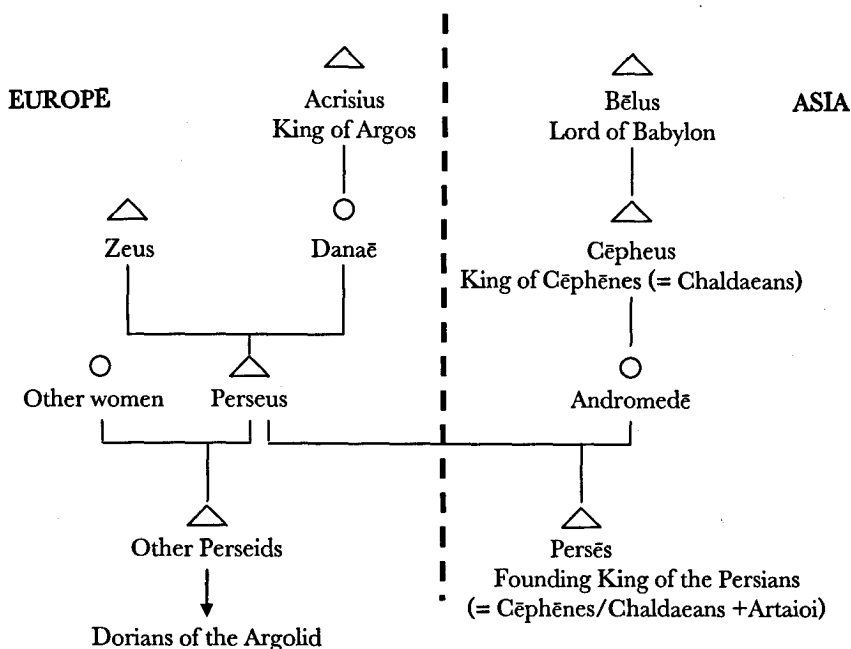 EUROPĒ
Acrisius
King of Argos
Bēlus
Lord of Babylon
ASIA
Zeus
Danaē
Cēpheus
King of Cēphēnes (= Chaldaeans)
Other women
Perseus
Andromedē
Other Perseids
Persēs
Founding King of the Persians
(= Cēphēnes/Chaldaeans +Artaioi)
Dorians of the Argolid